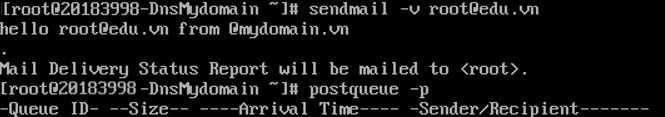 [root@20183998-DnsMydomain ~]# sendmail -v root@edu.vn
hello root@edu.vn from @mydomain.vn
.
Mail Delivery Status Report will be mailed to <root>.
[root@20183998-DnsMydomain ~]# postqueue -p
-Queue ID- --Size-- ----Arrival Time---- -Sender/Recipient-------